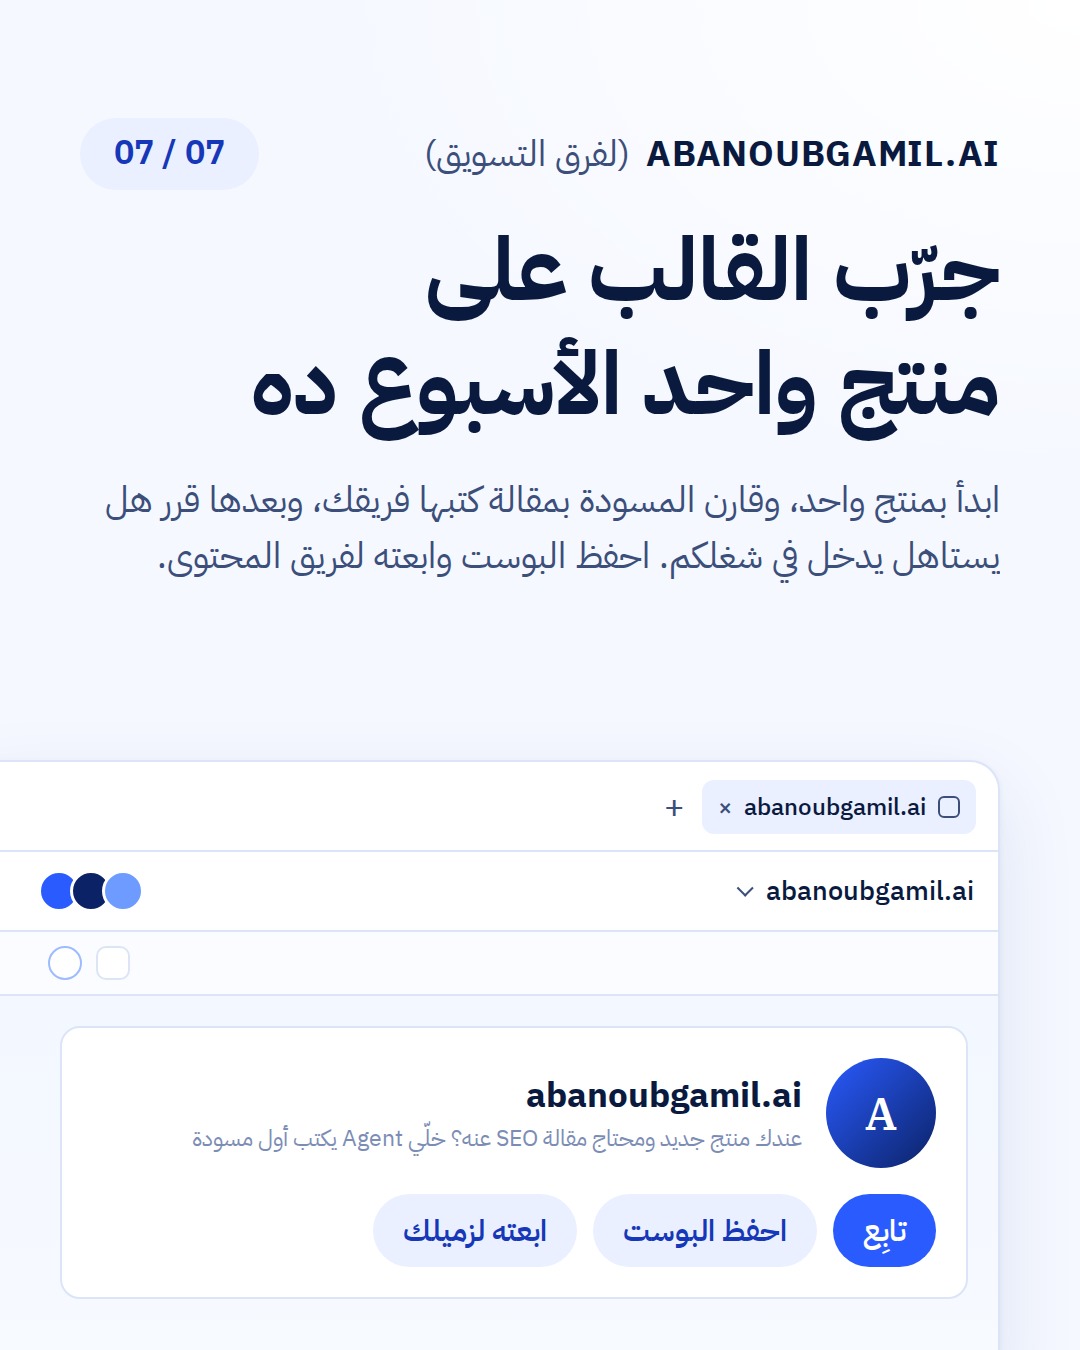 ABANOUBGAMIL.AI (لفرق التسويق)
07 / 07
جرّب القالب على
منتج واحد الأسبوع ده
ابدأ بمنتج واحد، وقارن المسودة بمقالة كتبها فريقك، وبعدها قرر هل
يستاهل يدخل في شغلكم. احفظ البوست وابعته لفريق المحتوى.
abanoubgamil.ai × +
abanoubgamil.ai
A
abanoubgamil.ai
عندك منتج جديد ومحتاج مقالة SEO عنه؟ خلّي Agent يكتب أول مسودة
تابِع
احفظ البوست
ابعته لزميلك